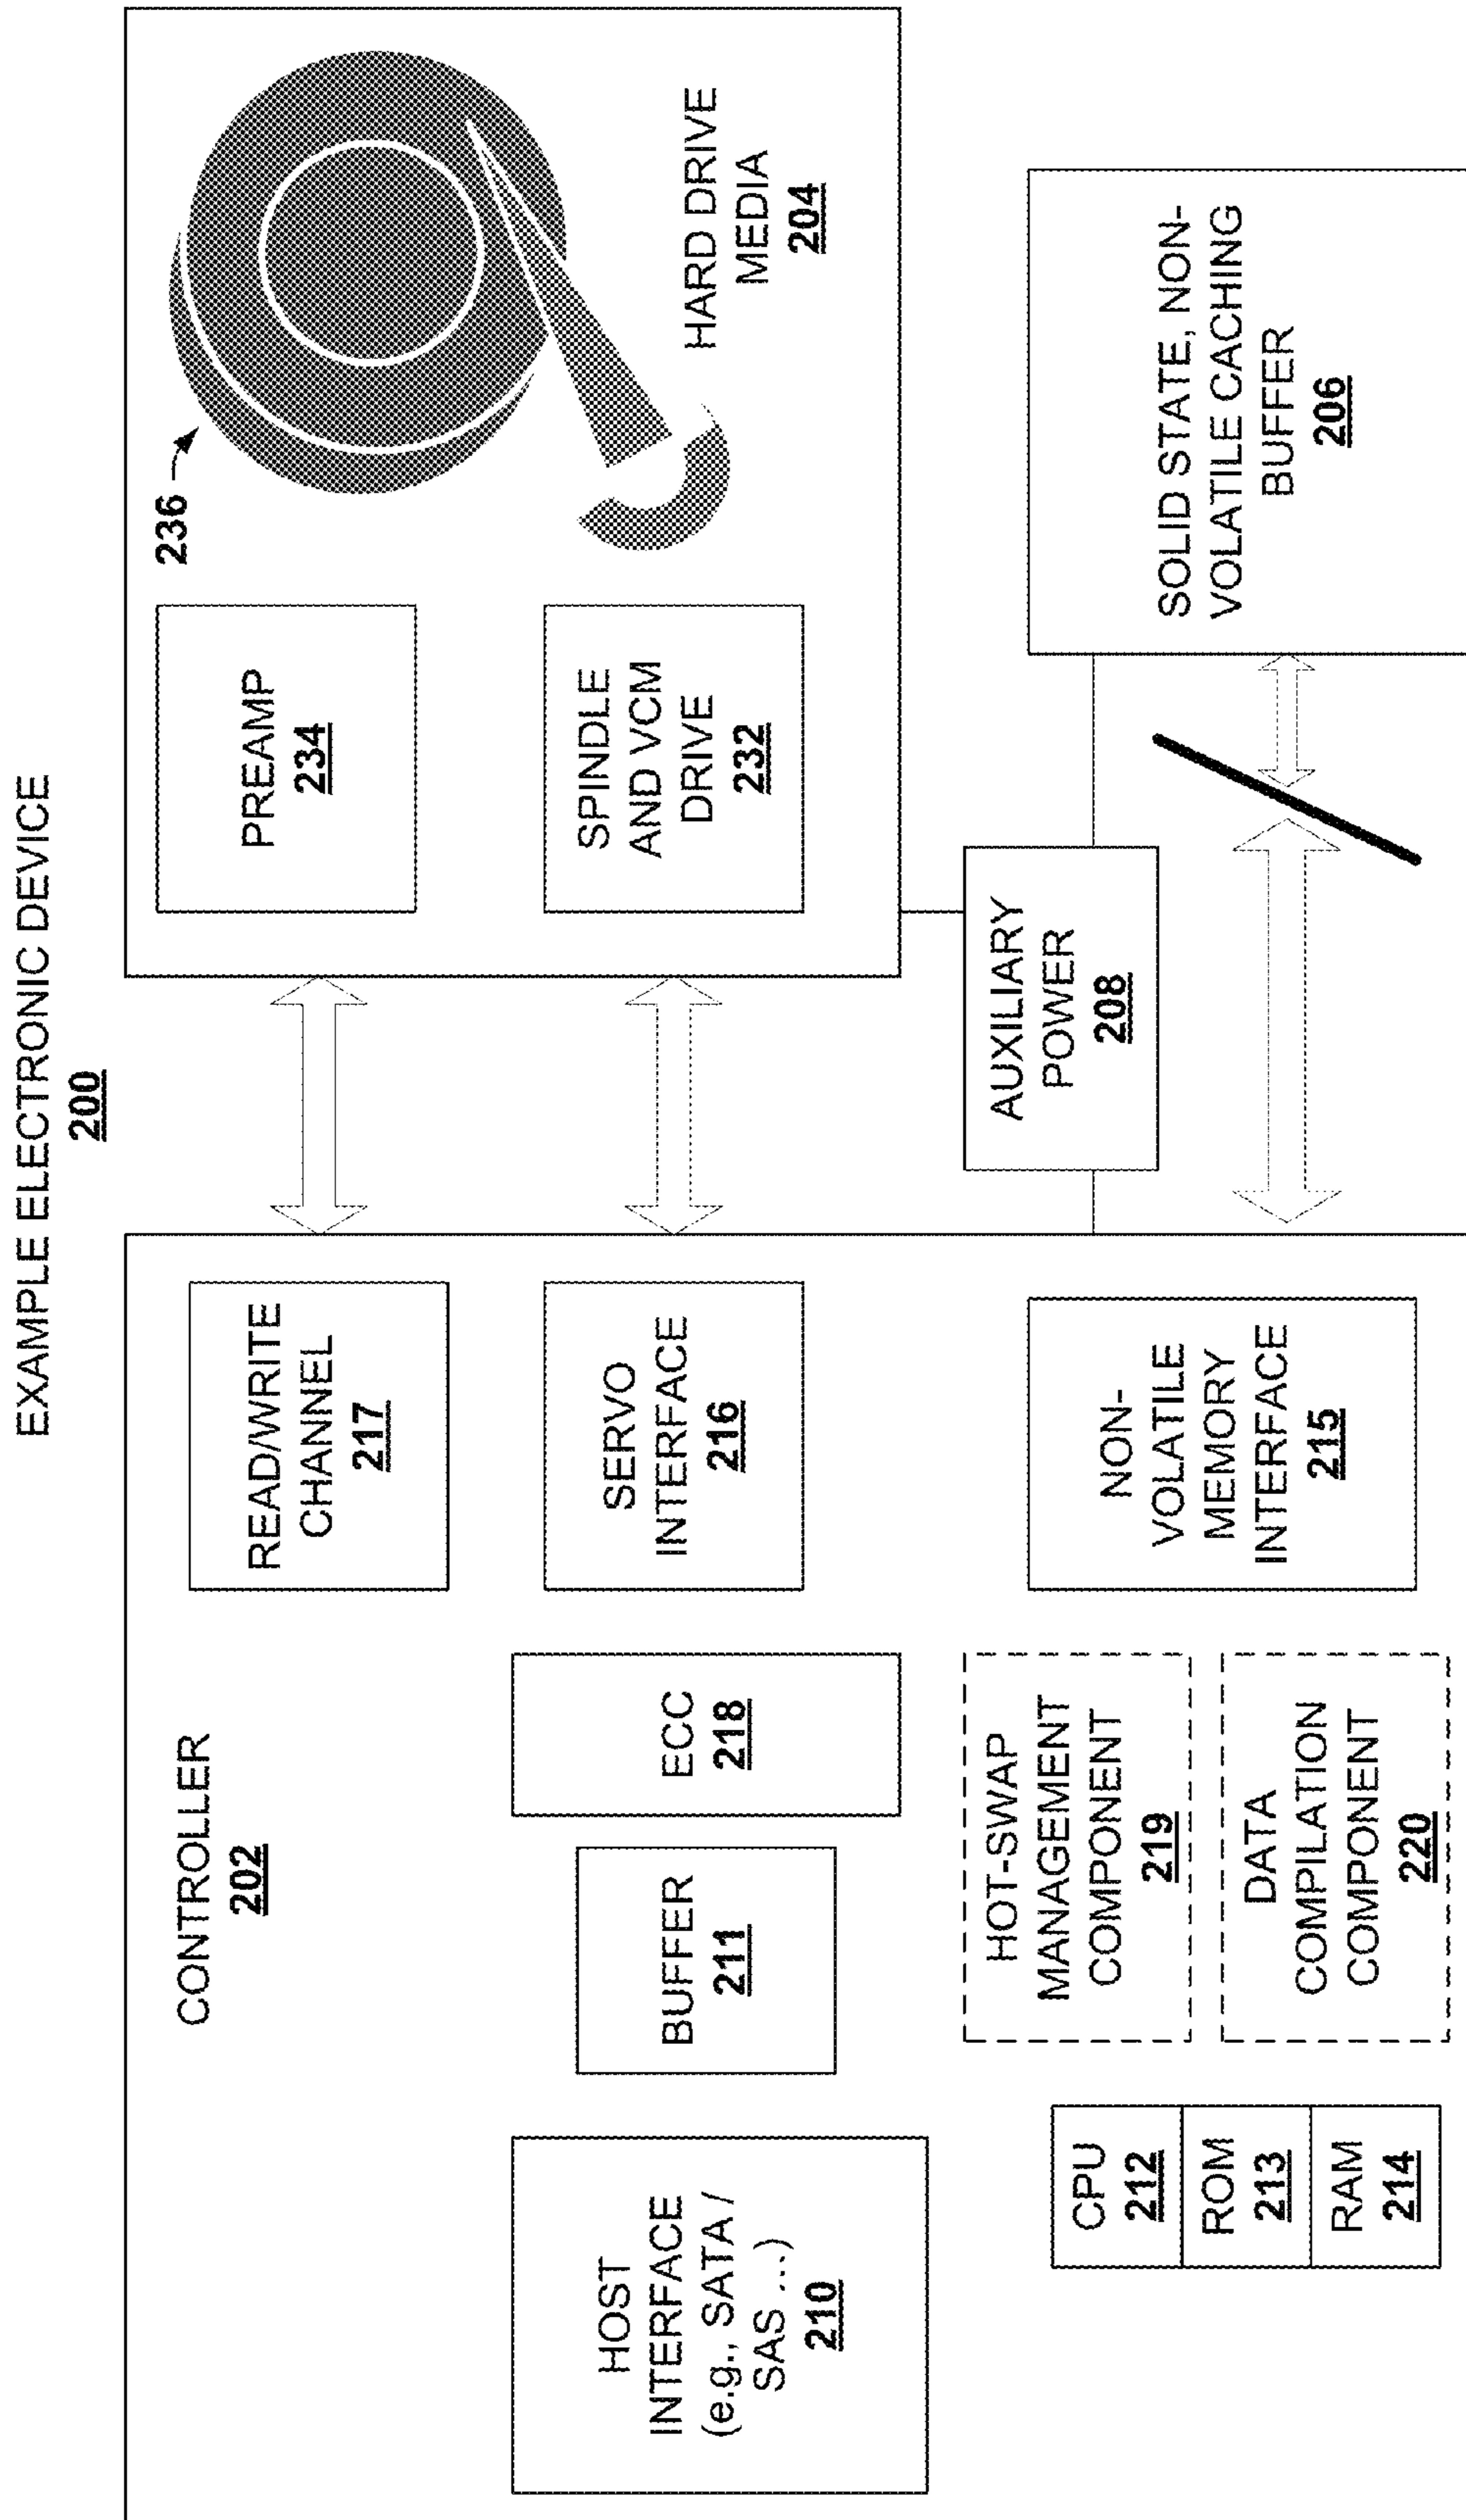 EXAMPLE ELECTRONIC DEVICE
200
CONTROLLER
202
HOST
INTERFACE
(e.g., SATA /
SAS ...)
210
BUFFER
211
ECC
218
READ/WRITE
CHANNEL
217
SERVO
INTERFACE
216
CPU
212
ROM
213
RAM
214
HOT-SWAP
MANAGEMENT
COMPONENT
219
DATA
COMPILATION
COMPONENT
220
NON-
VOLATILE
MEMORY
INTERFACE
215
PREAMP
234
SPINDLE
AND VCM
DRIVE
232
236
HARD DRIVE
MEDIA
204
AUXILIARY
POWER
208
SOLID STATE, NON-
VOLATILE CACHING
BUFFER
206